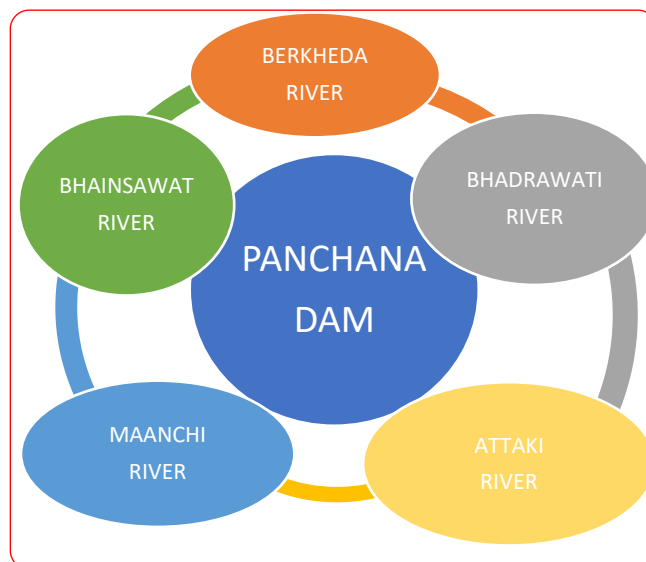 BERKHEDA
RIVER
BHAINSAWAT
RIVER
BHADRAWATI
RIVER
PANCHANA
DAM
MAANCHI
RIVER
ATTAKI
RIVER